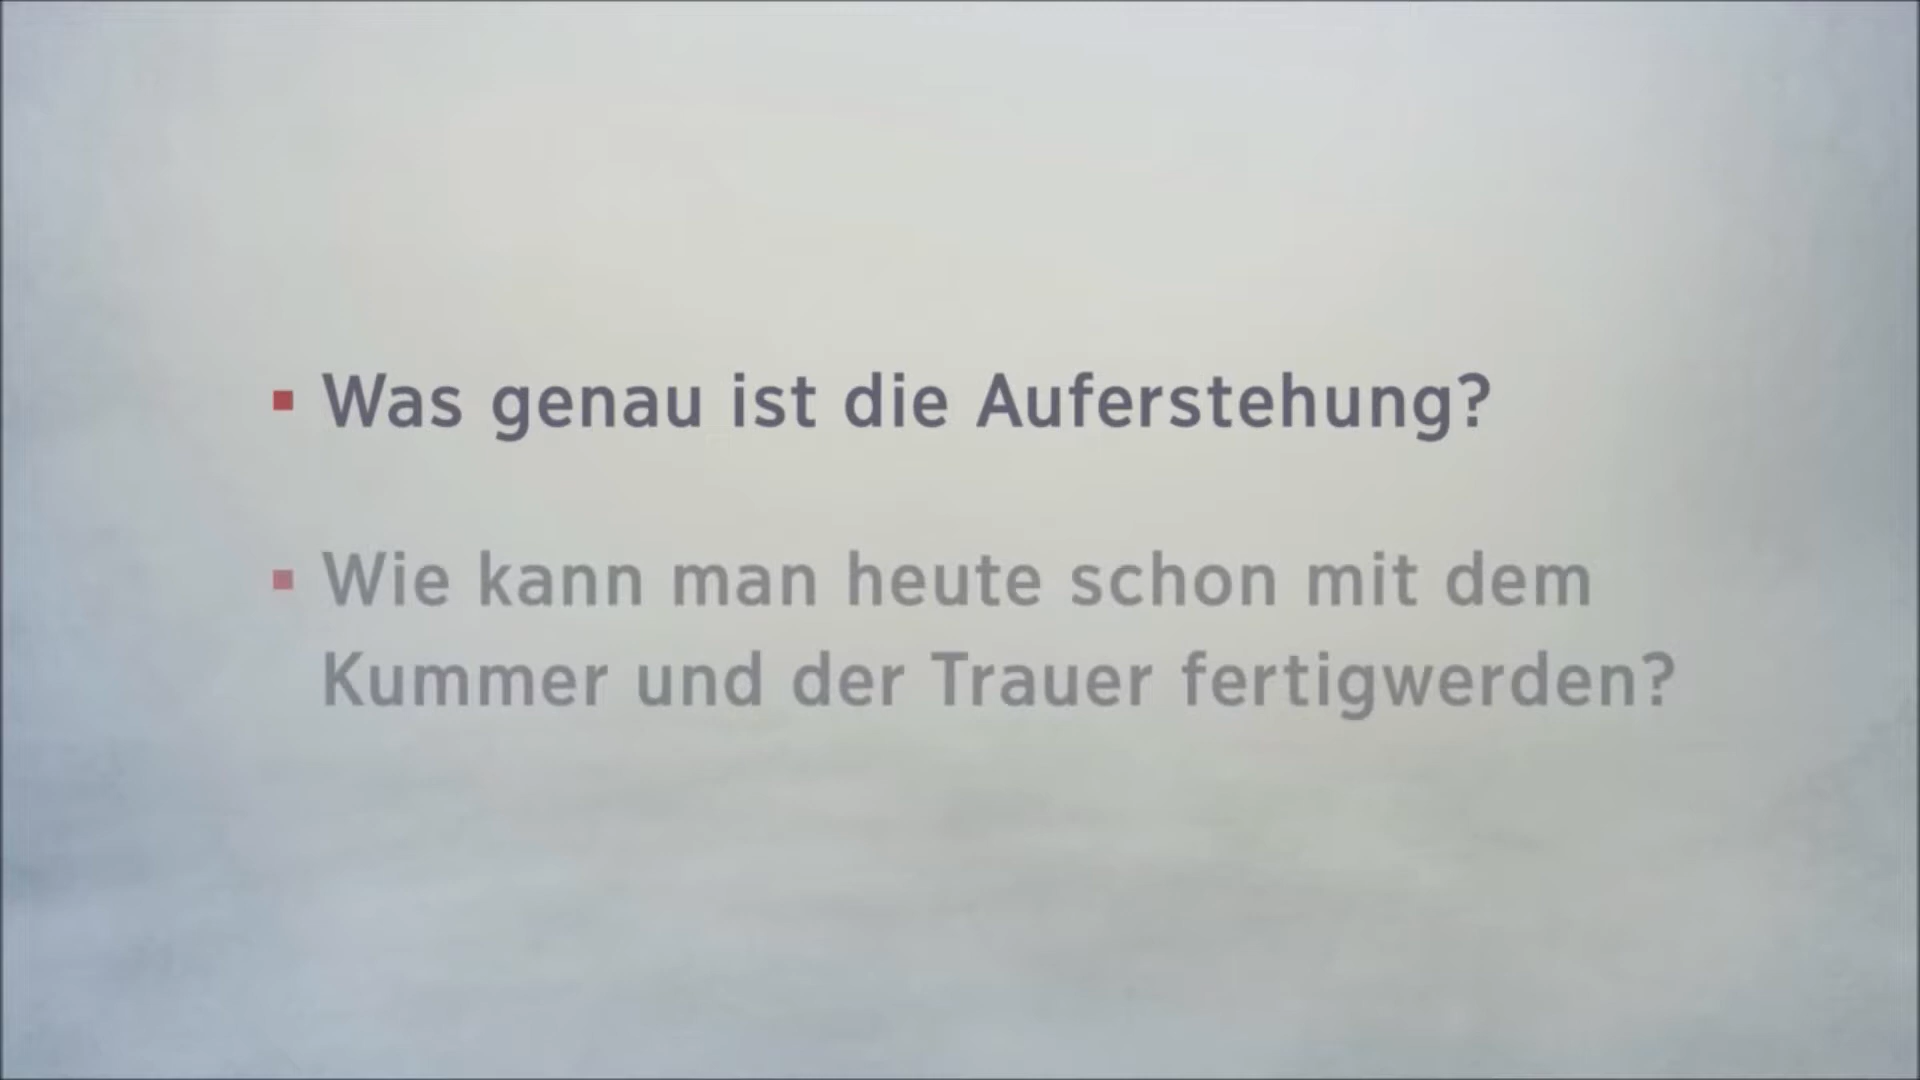 ▪ Was genau ist die Auferstehung?
▪ Wie kann man heute schon mit dem
Kummer und der Trauer fertigwerden?